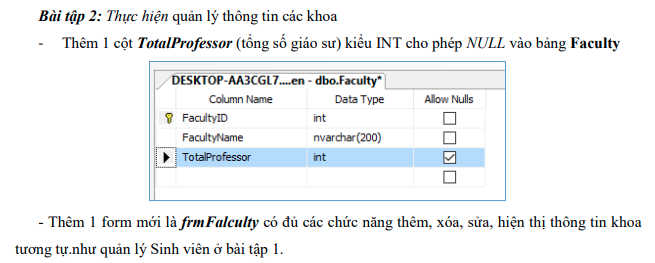 Bài tập 2: Thực hiện quản lý thông tin các khoa
- Thêm 1 cột TotalProfessor (tổng số giáo sư) kiểu INT cho phép NULL vào bảng Faculty
DESKTOP-AA3CGL7....en - dbo.Faculty*
Column Name Data Type Allow Nulls
FacultyID int
FacultyName nvarchar(200)
TotalProfessor int
- Thêm 1 form mới là frmFalculty có đủ các chức năng thêm, xóa, sửa, hiện thị thông tin khoa
tương tự.như quản lý Sinh viên ở bài tập 1.